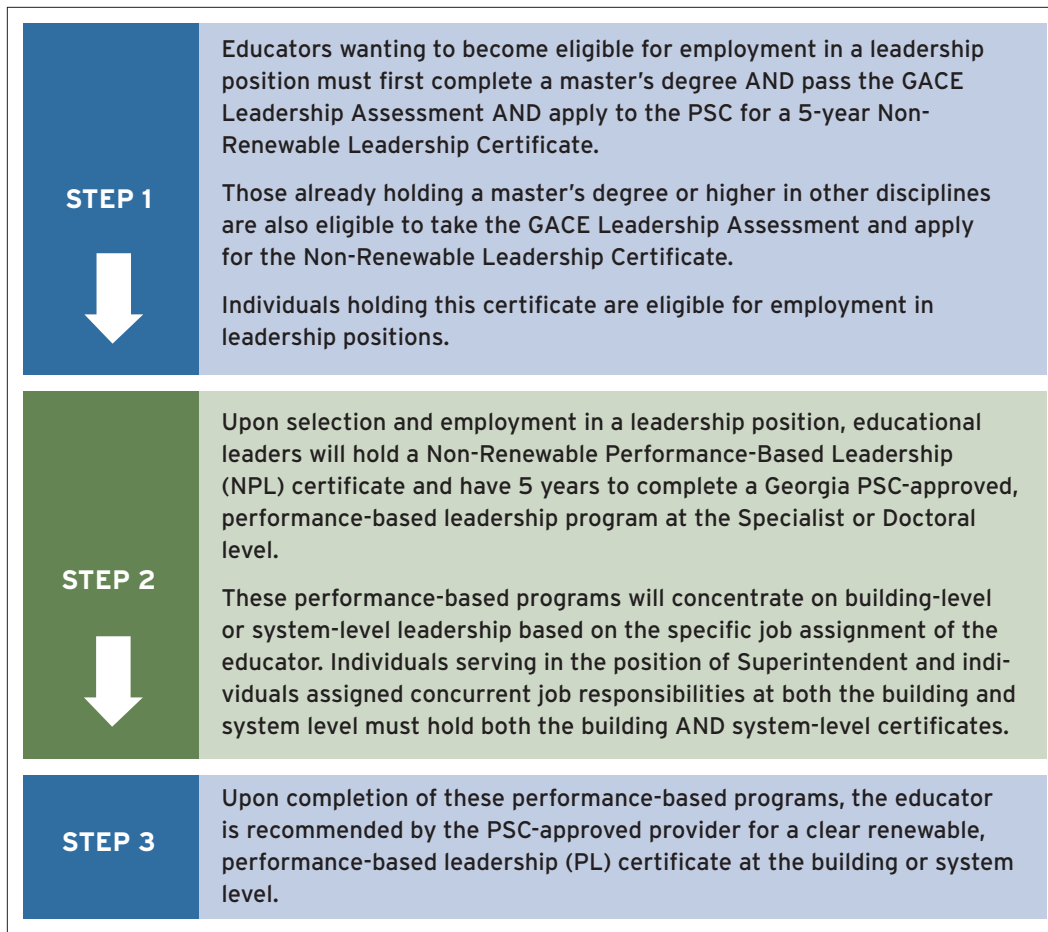 STEP 1
Educators wanting to become eligible for employment in a leadership
position must first complete a master’s degree AND pass the GACE
Leadership Assessment AND apply to the PSC for a 5-year Non-
Renewable Leadership Certificate.
Those already holding a master’s degree or higher in other disciplines
are also eligible to take the GACE Leadership Assessment and apply
for the Non-Renewable Leadership Certificate.
Individuals holding this certificate are eligible for employment in
leadership positions.
STEP 2
Upon selection and employment in a leadership position, educational
leaders will hold a Non-Renewable Performance-Based Leadership
(NPL) certificate and have 5 years to complete a Georgia PSC-approved,
performance-based leadership program at the Specialist or Doctoral
level.
These performance-based programs will concentrate on building-level
or system-level leadership based on the specific job assignment of the
educator. Individuals serving in the position of Superintendent and indi-
viduals assigned concurrent job responsibilities at both the building and
system level must hold both the building AND system-level certificates.
STEP 3
Upon completion of these performance-based programs, the educator
is recommended by the PSC-approved provider for a clear renewable,
performance-based leadership (PL) certificate at the building or system
level.